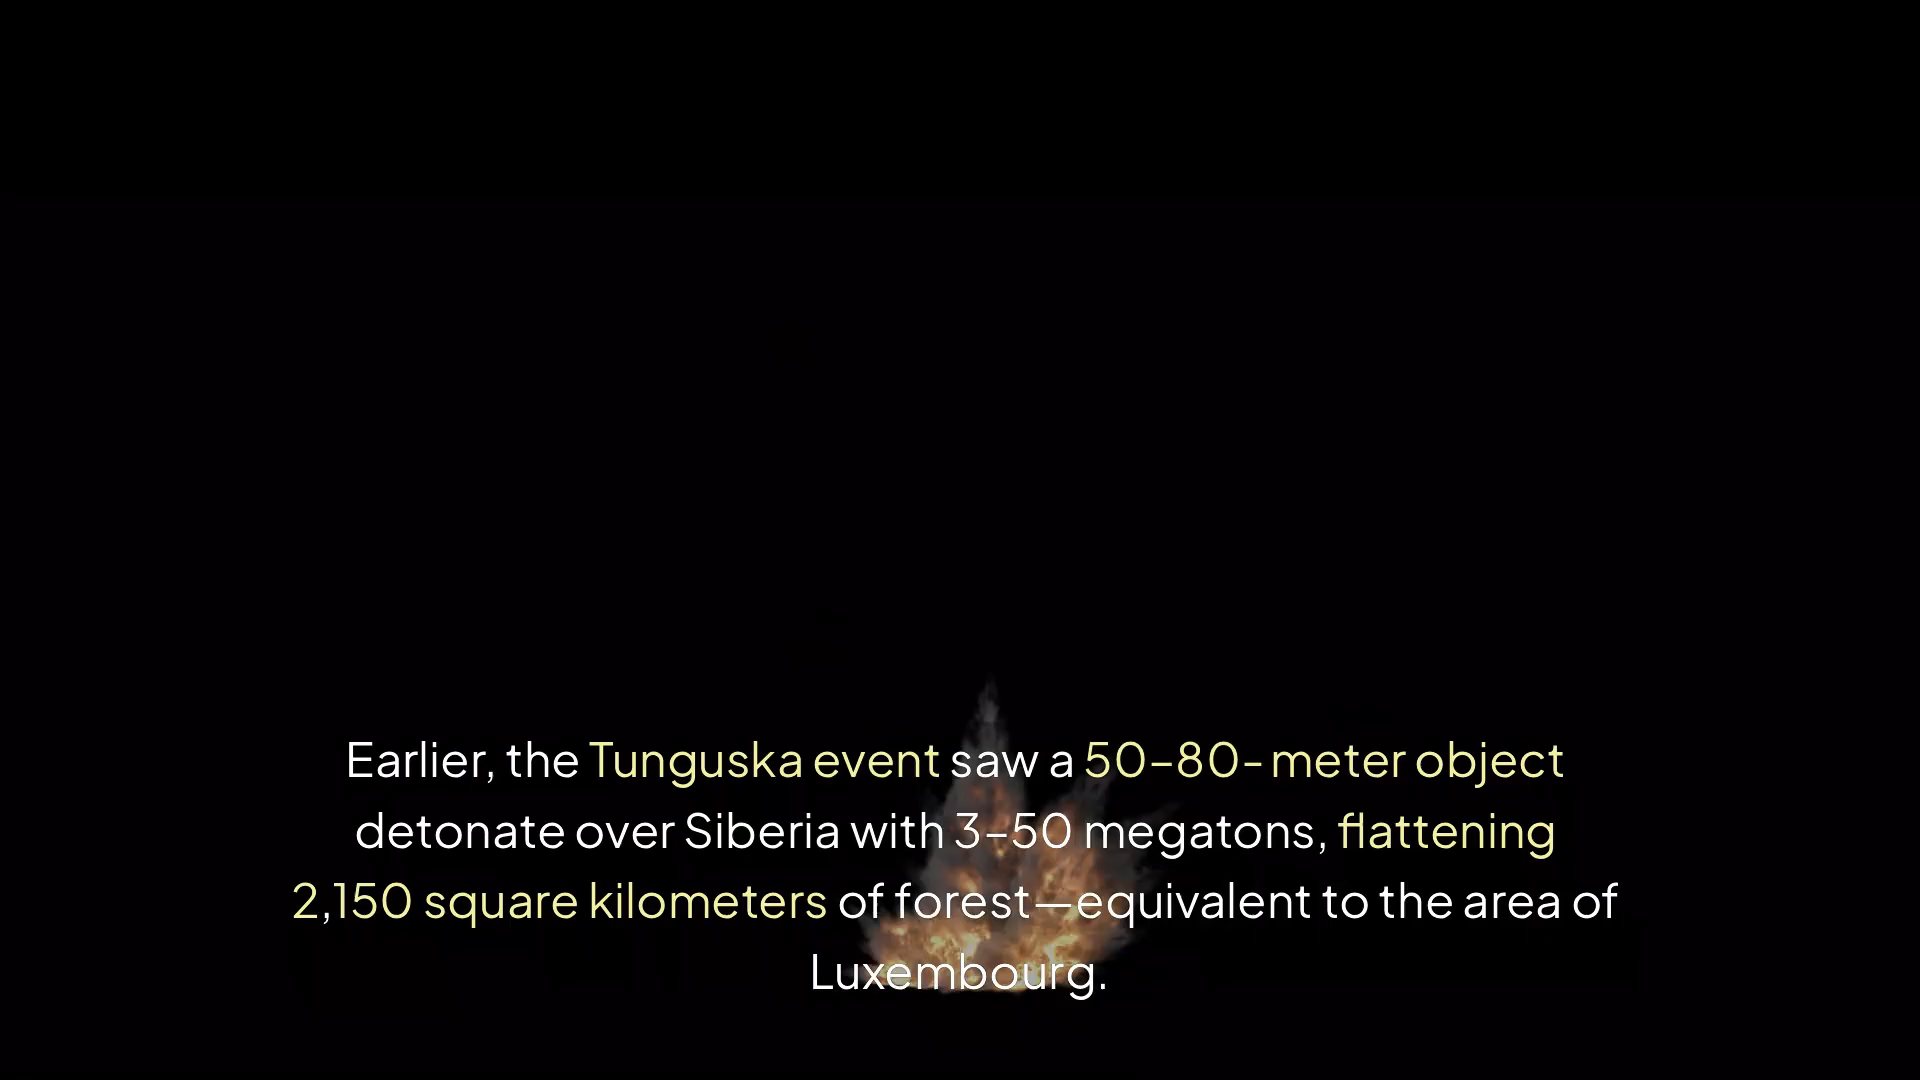 Earlier, the Tunguska event saw a 50–80-meter object
detonate over Siberia with 3–50 megatons, flattening
2,150 square kilometers of forest—equivalent to the area of
Luxembourg.